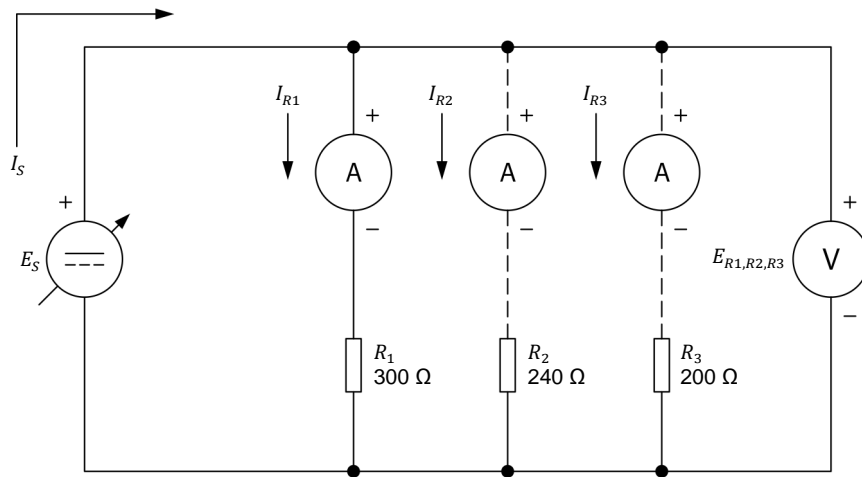 I_R1
I_R2
I_R3
+
+
+
I_S
A
A
A
+
+
−
−
−
E_S
E_R1,R2,R3
V
−
R_1
300 Ω
R_2
240 Ω
R_3
200 Ω